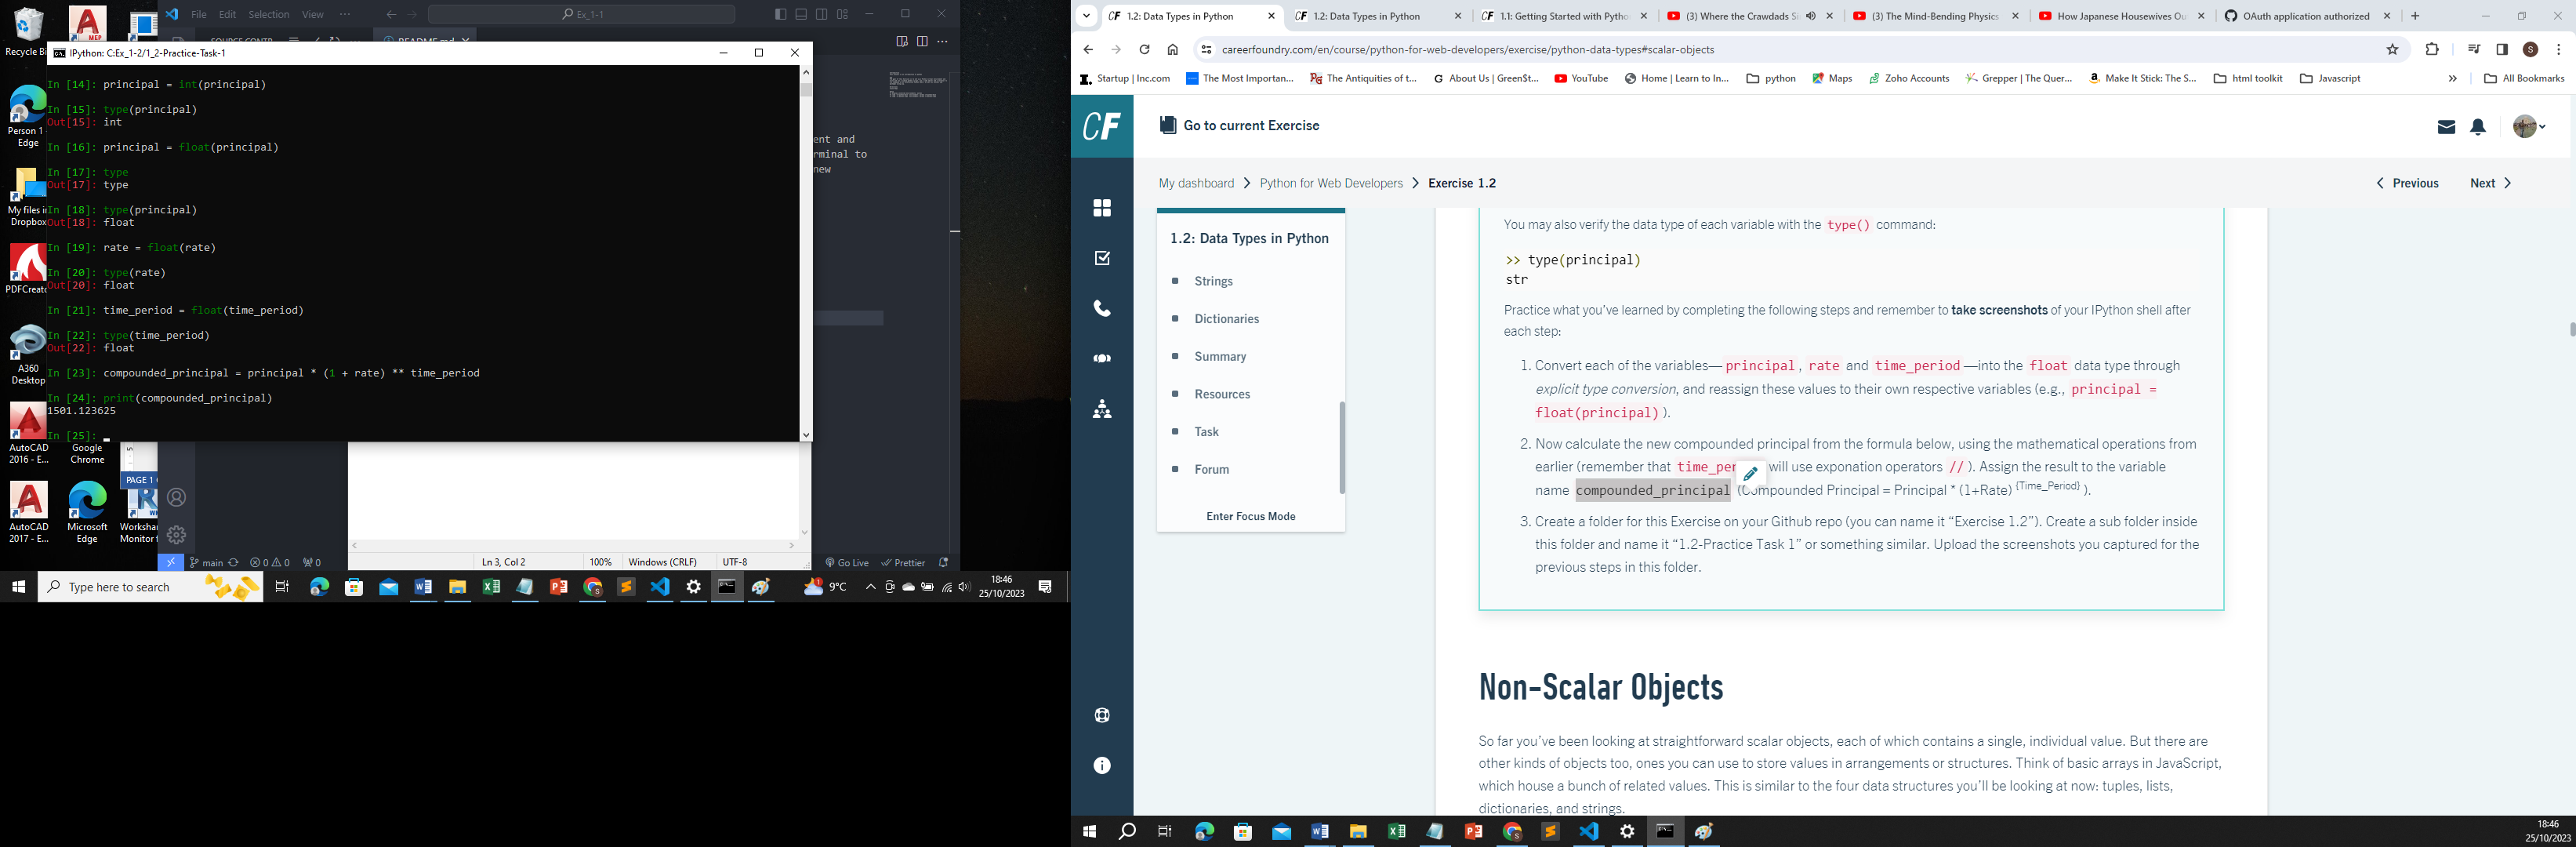 Recycle Bi
Person 1 -
Edge
My files i
Dropbox
PDFCreat
A360
Desktop
AutoCAD
2016 - E...
Google
Chrome
AutoCAD
2017 - E...
Microsoft
Edge
Worksha
Monitor f
PAGE 1
File Edit Selection View ...
Ex_1-1
IPython: C:Ex_1-2/1_2-Practice-Task-1
In [14]: principal = int(principal)
In [15]: type(principal)
Out[15]: int
In [16]: principal = float(principal)
In [17]: type
Out[17]: type
In [18]: type(principal)
Out[18]: float
In [19]: rate = float(rate)
In [20]: type(rate)
Out[20]: float
In [21]: time_period = float(time_period)
In [22]: type(time_period)
Out[22]: float
In [23]: compounded_principal = principal * (1 + rate) ** time_period
In [24]: print(compounded_principal)
1501.123625
In [25]:
ent and
rminal to
new
Ln 3, Col 2 100% Windows (CRLF) UTF-8
main 0 0 0 Go Live Prettier
Type here to search
9°C
18:46
25/10/2023
1.2: Data Types in Python
1.2: Data Types in Python
1.1: Getting Started with Pytho
(3) Where the Crawdads Si
(3) The Mind-Bending Physics
How Japanese Housewives Ou
OAuth application authorized
careerfoundry.com/en/course/python-for-web-developers/exercise/python-data-types#scalar-objects
Startup | Inc.com
The Most Importan...
The Antiquities of t...
About Us | Green$t...
YouTube
Home | Learn to In...
python
Maps
Zoho Accounts
Grepper | The Quer...
Make It Stick: The S...
html toolkit
Javascript
All Bookmarks
CF
Go to current Exercise
My dashboard > Python for Web Developers > Exercise 1.2
Previous Next
1.2: Data Types in Python
Strings
Dictionaries
Summary
Resources
Task
Forum
Enter Focus Mode
You may also verify the data type of each variable with the type() command:
>> type(principal)
str
Practice what you've learned by completing the following steps and remember to take screenshots of your IPython shell after
each step:
1. Convert each of the variables—principal, rate and time_period—into the float data type through
explicit type conversion, and reassign these values to their own respective variables (e.g., principal =
float(principal)).
2. Now calculate the new compounded principal from the formula below, using the mathematical operations from
earlier (remember that time_pe will use exponation operators //). Assign the result to the variable
name compounded_principal (Compounded Principal = Principal * (1+Rate) {Time_Period} ).
3. Create a folder for this Exercise on your Github repo (you can name it “Exercise 1.2”). Create a sub folder inside
this folder and name it “1.2-Practice Task 1” or something similar. Upload the screenshots you captured for the
previous steps in this folder.
Non-Scalar Objects
So far you've been looking at straightforward scalar objects, each of which contains a single, individual value. But there are
other kinds of objects too, ones you can use to store values in arrangements or structures. Think of basic arrays in JavaScript,
which house a bunch of related values. This is similar to the four data structures you'll be looking at now: tuples, lists,
dictionaries, and strings.
18:46
25/10/2023